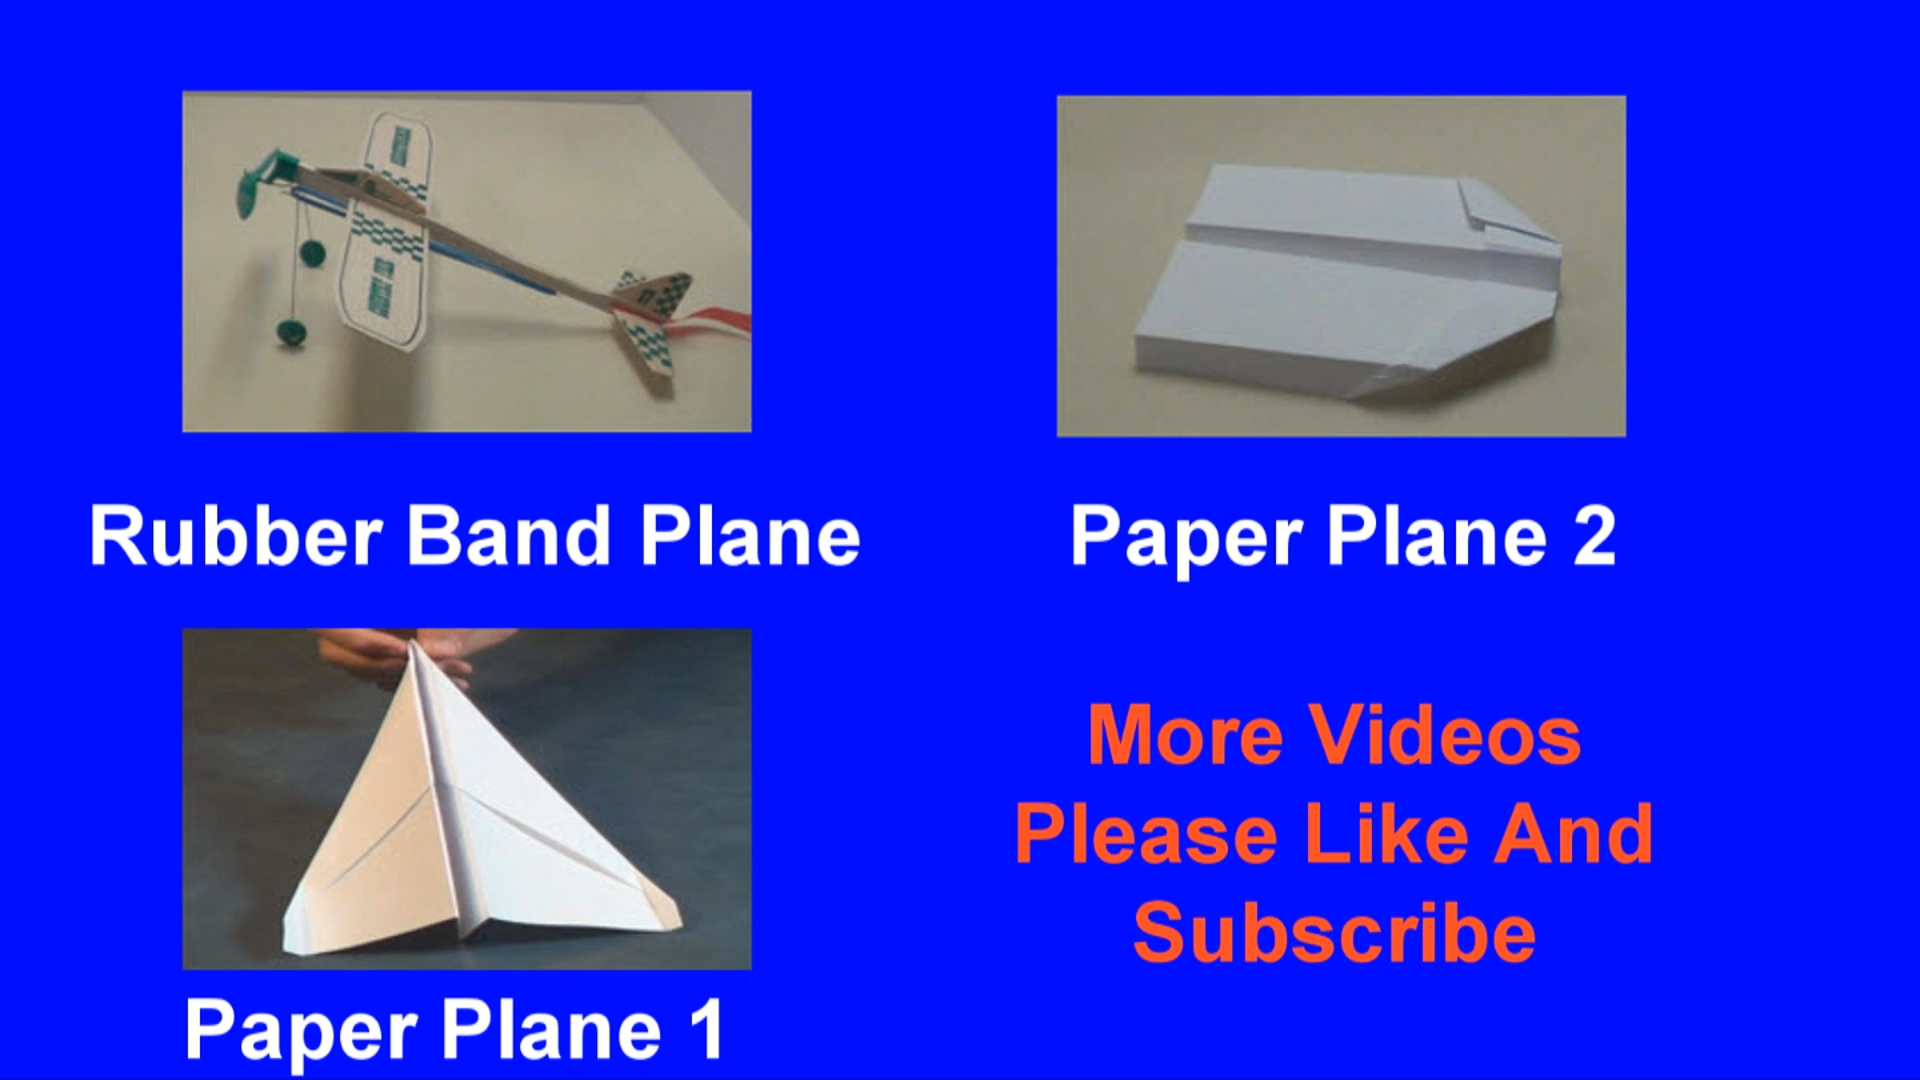 Rubber Band Plane
Paper Plane 2
Paper Plane 1
More Videos
Please Like And
Subscribe